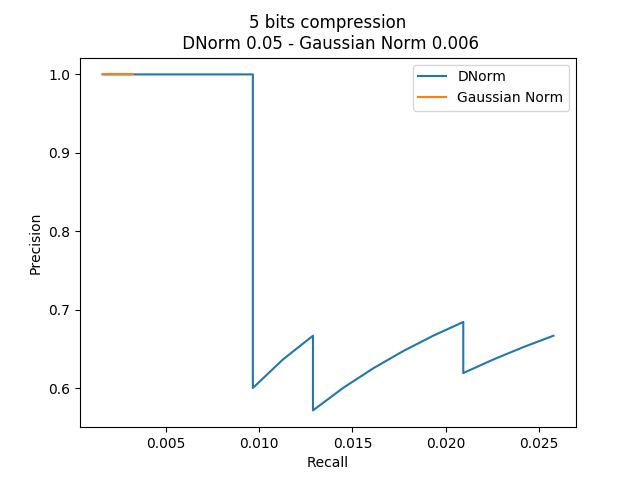 5 bits compression
DNorm 0.05 - Gaussian Norm 0.006
DNorm
Gaussian Norm
1.0
0.9
0.8
0.7
0.6
Precision
0.005
0.010
0.015
0.020
0.025
Recall